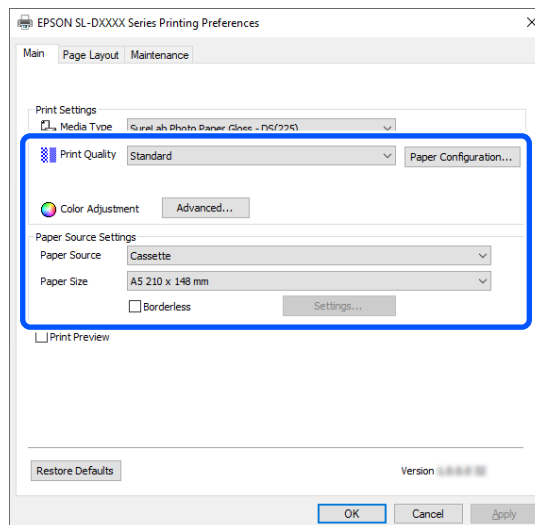 EPSON SL-DXXXX Series Printing Preferences
Main Page Layout Maintenance
Print Settings
Media Type SureLab Photo Paper Gloss - DS(225)
Print Quality Standard Paper Configuration...
Color Adjustment Advanced...
Paper Source Settings
Paper Source Cassette
Paper Size A5 210 x 148 mm
Borderless Settings...
Print Preview
Restore Defaults Version
OK Cancel Apply